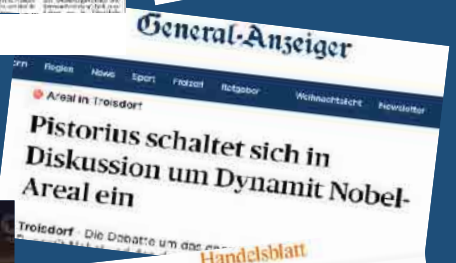 General-Anzeiger
Region News Sport Freizeit Ratgeber Weihnachtslicht Newsletter
Areal in Troisdorf
Pistorius schaltet sich in
Diskussion um Dynamit Nobel-
Areal ein
Troisdorf - Die Debatte um das
Handelsblatt